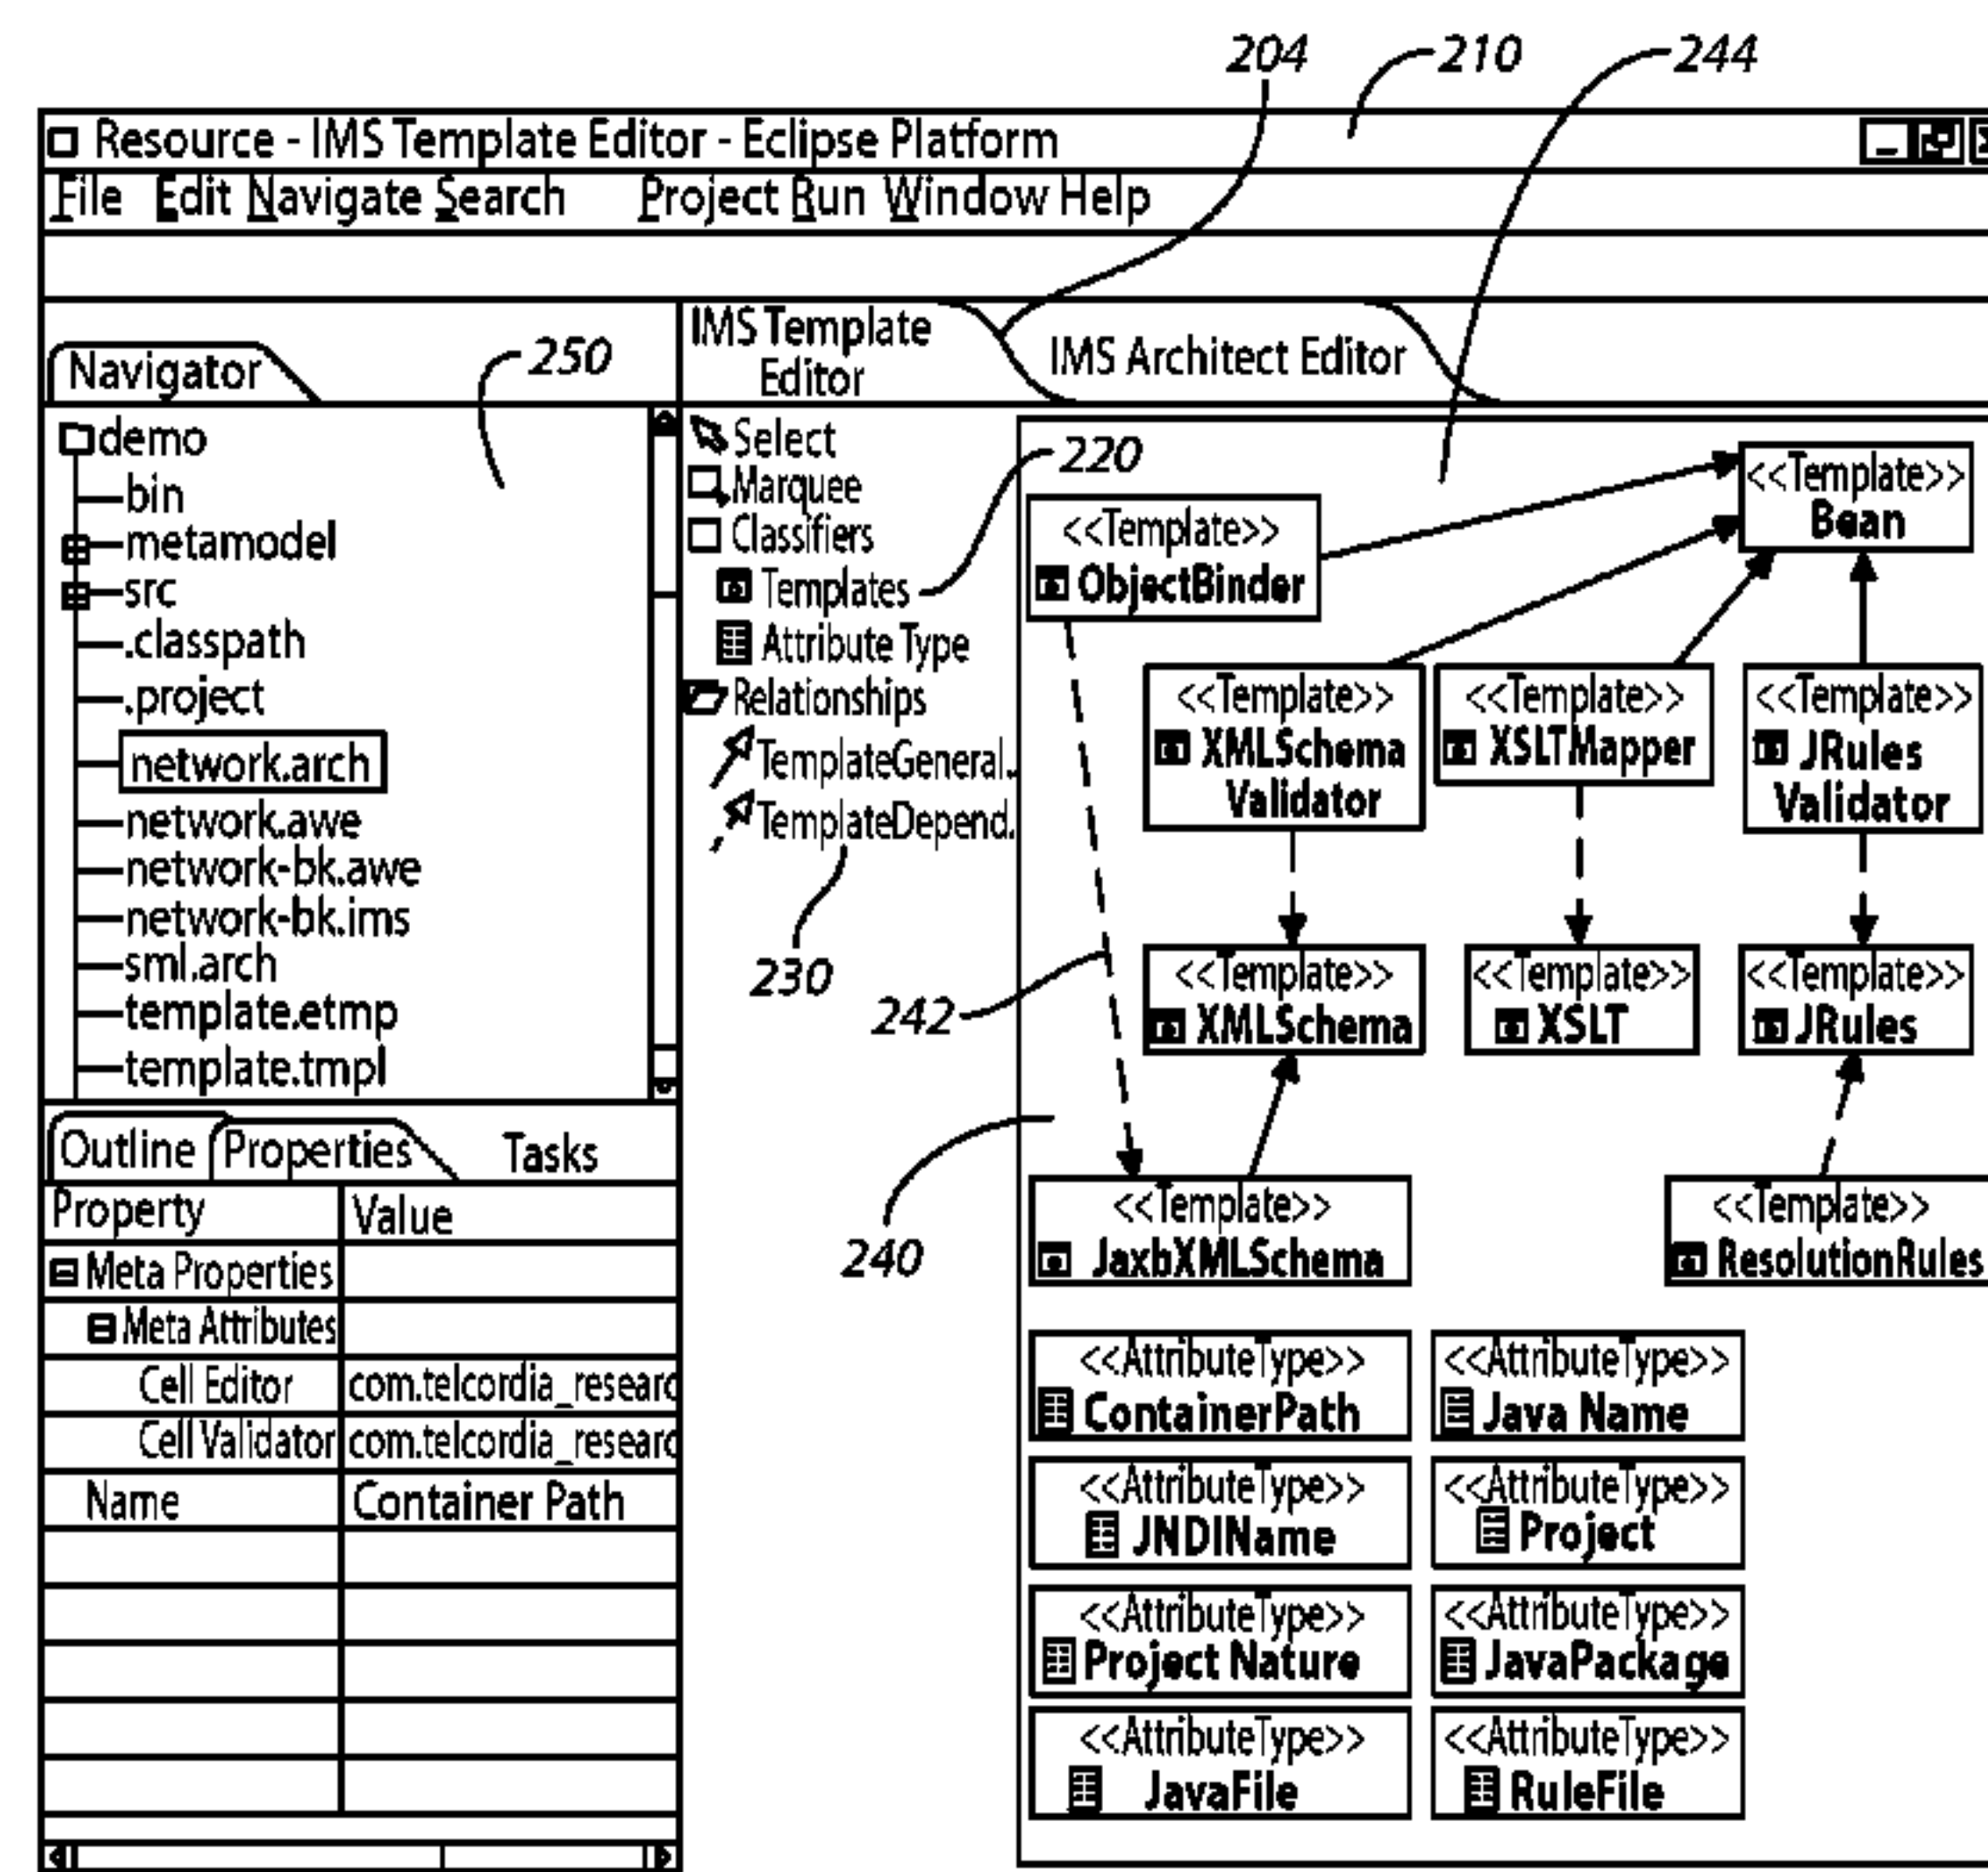 204
210
244
Resource - IMS Template Editor - Eclipse Platform
File Edit Navigate Search Project Run Window Help
Navigator
250
demo
bin
metamodel
src
.classpath
.project
network.arch
network.awe
network-bk.awe
network-bk.ims
sml.arch
template.etmp
template.tmpl
Outline Properties Tasks
Property Value
Meta Properties
Meta Attributes
Cell Editor com.telcordia_researc
Cell Validator com.telcordia_researc
Name Container Path
IMS Template
Editor
IMS Architect Editor
Select
Marquee
Classifiers
Templates
Attribute Type
Relationships
TemplateGeneral..
TemplateDepend.
220
230
242
240
<<Template>>
Bean
<<Template>>
ObjectBinder
<<Template>>
XMLSchema
Validator
<<Template>>
XSLTMapper
<<Template>>
JRules
Validator
<<Template>>
XMLSchema
<<Template>>
XSLT
<<Template>>
JRules
<<Template>>
JaxbXMLSchema
<<Template>>
ResolutionRules
<<AttributeType>>
ContainerPath
<<AttributeType>>
Java Name
<<AttributeType>>
JNDIName
<<AttributeType>>
Project
<<AttributeType>>
Project Nature
<<AttributeType>>
JavaPackage
<<AttributeType>>
JavaFile
<<AttributeType>>
RuleFile